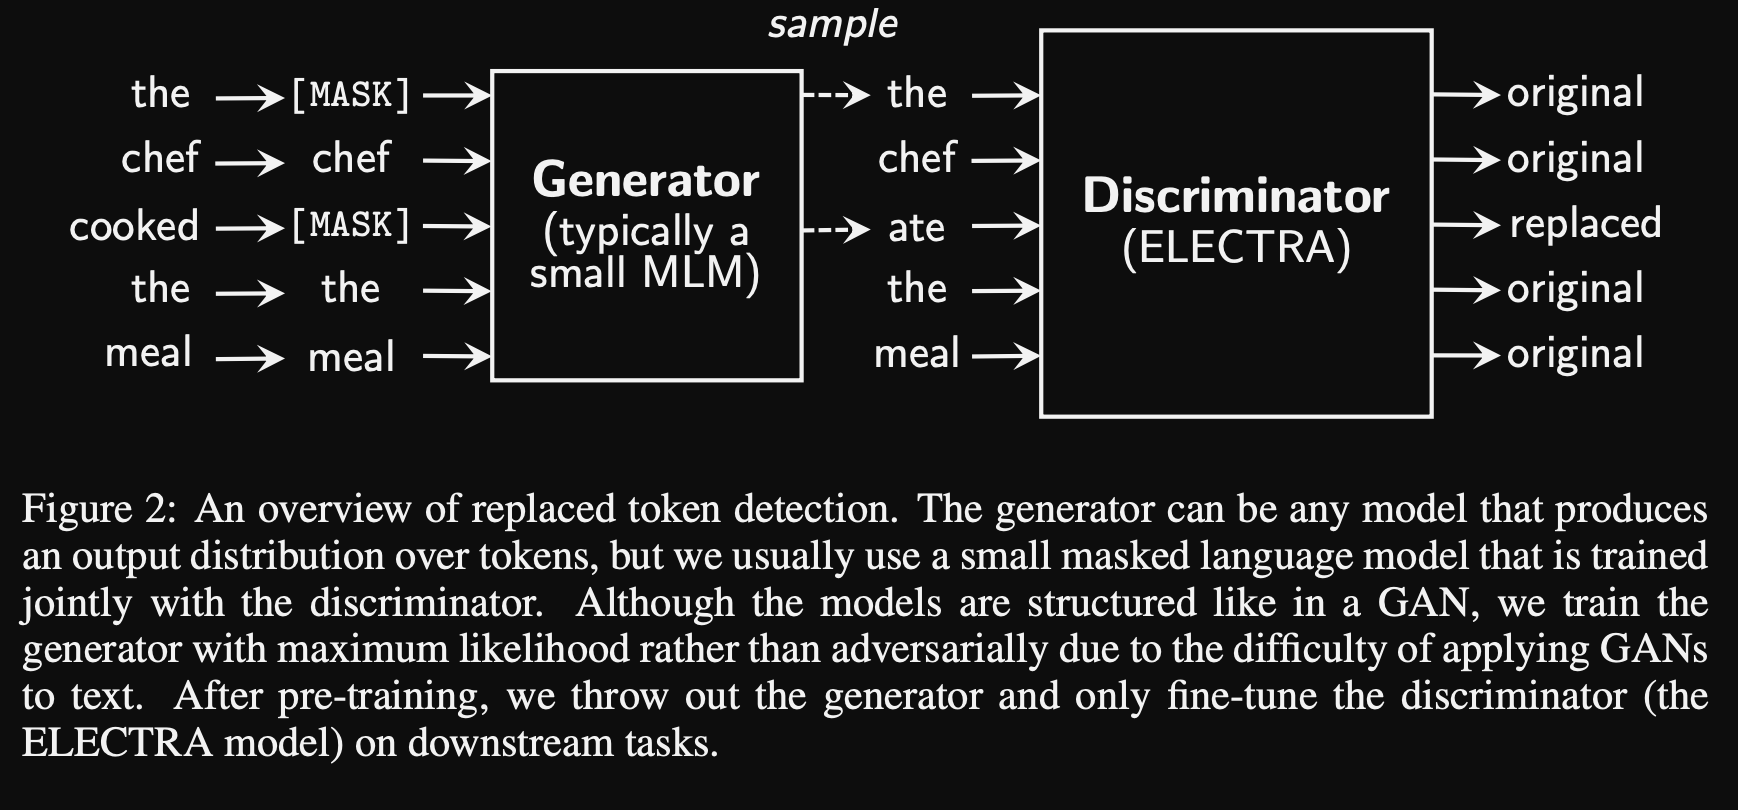 sample
the [MASK] the original
chef chef Generator chef Discriminator original
cooked [MASK] (typically a ate (ELECTRA) replaced
the the small MLM) the original
meal meal meal original
Figure 2: An overview of replaced token detection. The generator can be any model that produces
an output distribution over tokens, but we usually use a small masked language model that is trained
jointly with the discriminator. Although the models are structured like in a GAN, we train the
generator with maximum likelihood rather than adversarially due to the difficulty of applying GANs
to text. After pre-training, we throw out the generator and only fine-tune the discriminator (the
ELECTRA model) on downstream tasks.